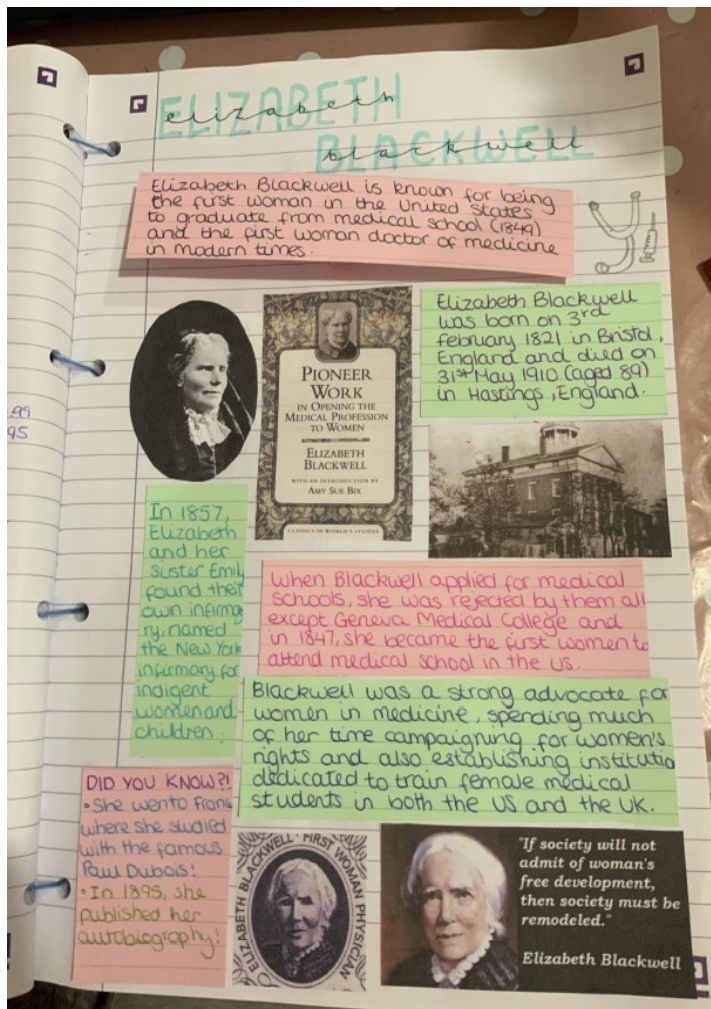 ELIZABETH
elizabeth
BLACKWELL
blackwell
Elizabeth Blackwell is known for being
the first woman in the United States
to graduate from medical school (1849)
and the first woman doctor of medicine
in modern times.
Elizabeth Blackwell
was born on 3rd
february 1821 in Bristol,
England and died on
31st May 1910 (aged 89)
in Hastings, England.
PIONEER
WORK
IN OPENING THE
MEDICAL PROFESSION
TO WOMEN
ELIZABETH
BLACKWELL
WITH AN INTRODUCTION BY
AMY SUE BIX
CLASSICS IN WOMEN'S STUDIES
.99
95
In 1857,
Elizabeth
and her
sister Emily
found their
own infirma
ry, named
the New York
infirmary for
indigent
women and
children.
When Blackwell applied for medical
schools, she was rejected by them all
except Geneva Medical College and
in 1847, she became the first women to
attend medical school in the US.
Blackwell was a strong advocate for
women in medicine, spending much
of her time campaigning for women's
rights and also establishing institutio
dedicated to train female medical
students in both the US and the UK.
DID YOU KNOW?!
• She went to Franc
where she studied
with the famous
Paul Dubois!
• In 1895, she
published her
autobiography!
ELIZABETH BLACKWELL · FIRST WOMAN PHYSICIAN
"If society will not
admit of woman's
free development,
then society must be
remodeled."
Elizabeth Blackwell